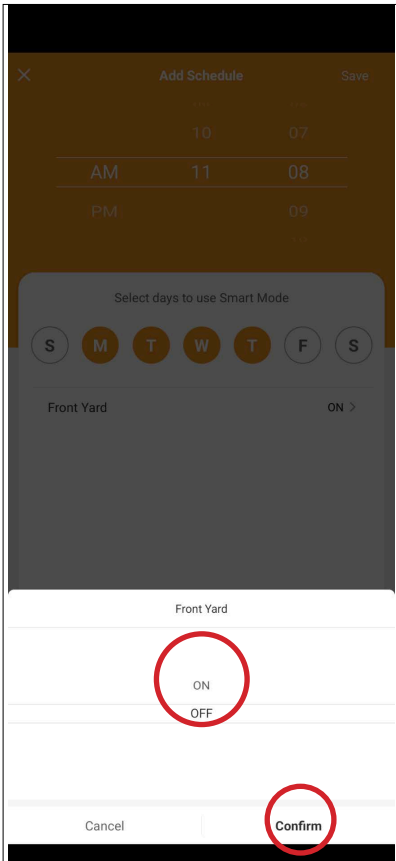 Add Schedule Save
10 07
AM 11 08
PM 09
Select days to use Smart Mode
S M T W T F S
Front Yard ON >
Front Yard
ON
OFF
Cancel Confirm